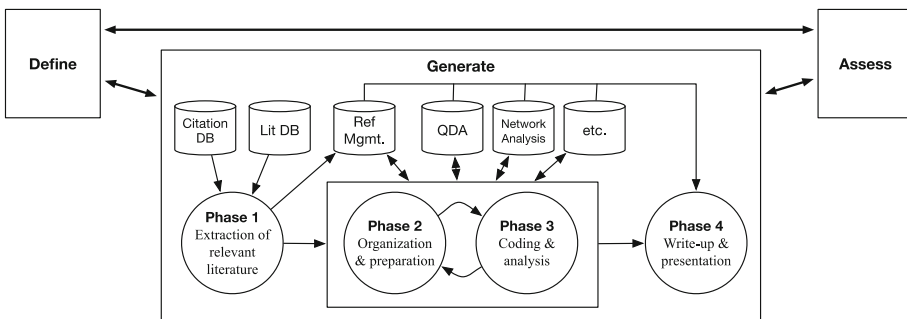 Define
Generate
Assess
Citation
DB
Lit DB
Ref
Mgmt.
QDA
Network
Analysis
etc.
Phase 1
Extraction of
relevant
literature
Phase 2
Organization
& preparation
Phase 3
Coding &
analysis
Phase 4
Write-up &
presentation